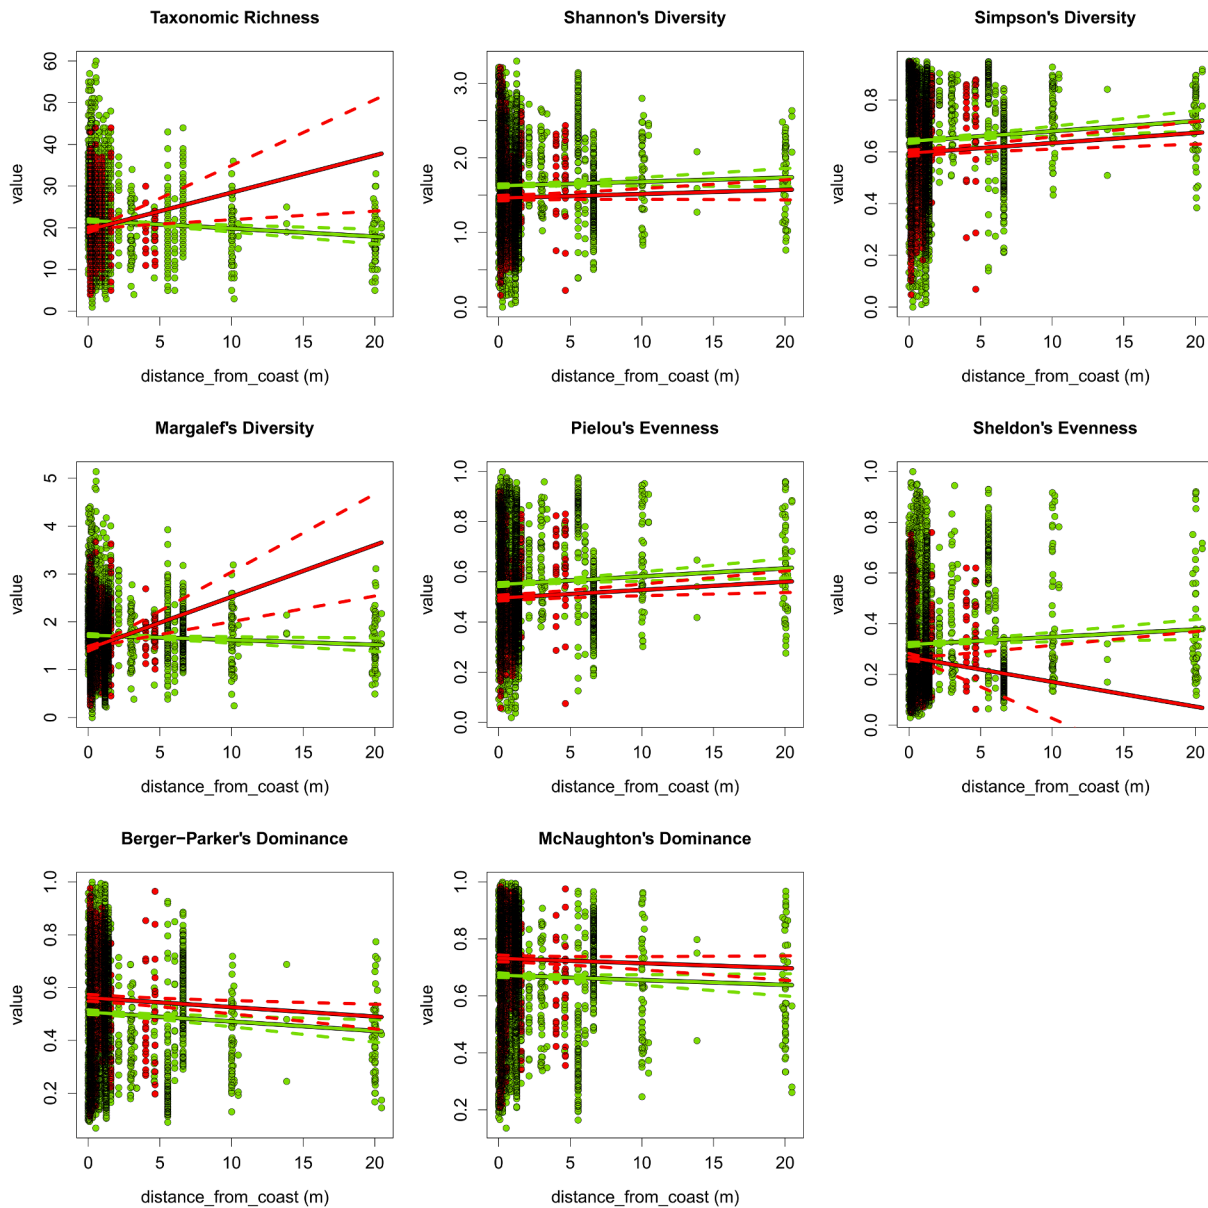 Taxonomic Richness
Shannon's Diversity
Simpson's Diversity
value
0 10 20 30 40 50 60
0 5 10 15 20
distance_from_coast (m)
value
0.0 1.0 2.0 3.0
0 5 10 15 20
distance_from_coast (m)
value
0.0 0.2 0.4 0.6 0.8
0 5 10 15 20
distance_from_coast (m)
Margalef's Diversity
Pielou's Evenness
Sheldon's Evenness
value
0 1 2 3 4 5
0 5 10 15 20
distance_from_coast (m)
value
0.0 0.2 0.4 0.6 0.8 1.0
0 5 10 15 20
distance_from_coast (m)
value
0.0 0.2 0.4 0.6 0.8 1.0
0 5 10 15 20
distance_from_coast (m)
Berger−Parker's Dominance
McNaughton's Dominance
value
0.2 0.4 0.6 0.8 1.0
0 5 10 15 20
distance_from_coast (m)
value
0.2 0.4 0.6 0.8 1.0
0 5 10 15 20
distance_from_coast (m)